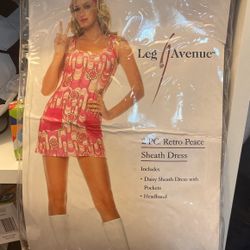 Leg Avenue
2 PC. Retro Peace
Sheath Dress
Includes
• Daisy Sheath Dress with
Pockets
• Headband